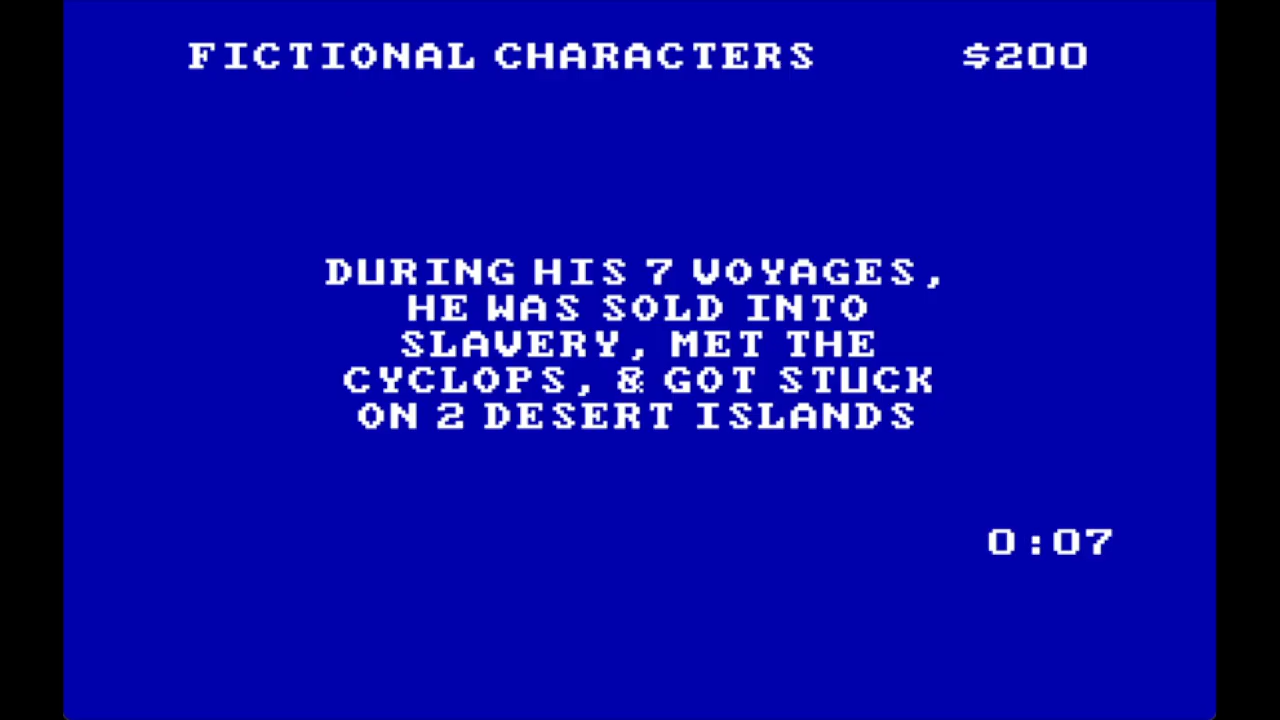 FICTIONAL CHARACTERS $200
DURING HIS 7 VOYAGES,
HE WAS SOLD INTO
SLAVERY, MET THE
CYCLOPS, & GOT STUCK
ON 2 DESERT ISLANDS
0:07